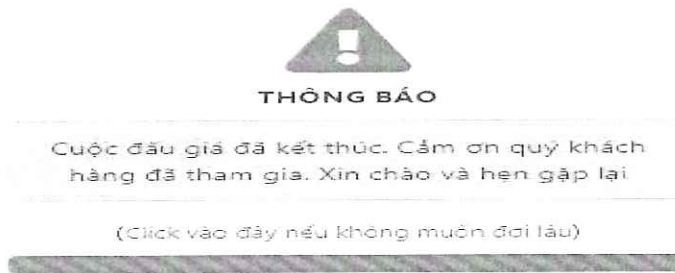 THÔNG BÁO
Cuộc đấu giá đã kết thúc. Cảm ơn quý khách
hàng đã tham gia. Xin chào và hẹn gặp lại
(Click vào đây nếu không muốn đợi lâu)